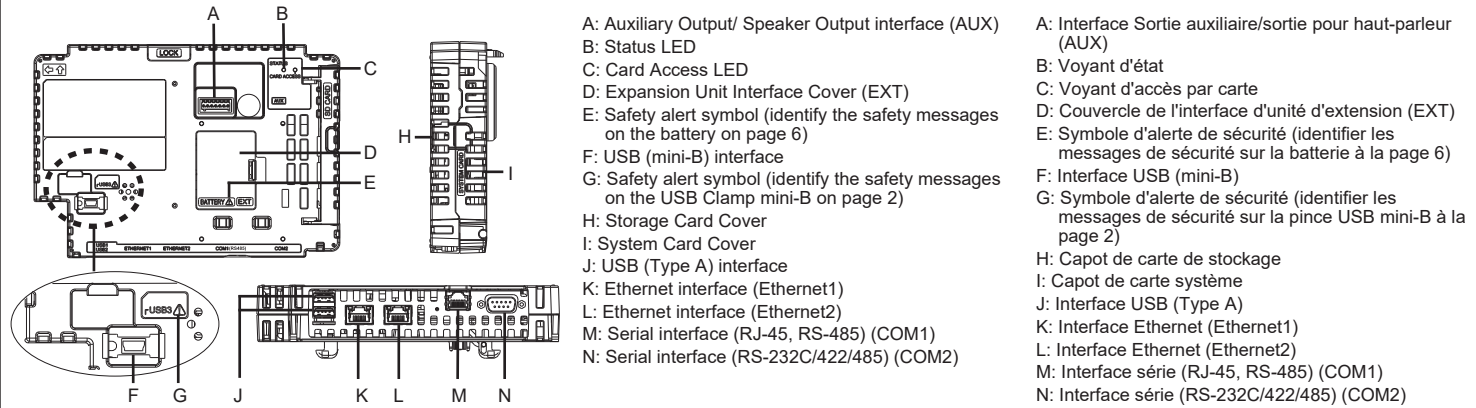 A
B
LOCK
STATUS
CARD ACCESS
C
AUX
SD CARD
D
E
USB3
BATTERY
EXT
USB1
USB2
ETHERNET1
ETHERNET2
COM1(RS485)
COM2
H
SYSTEM CARD
I
USB3
F
G
J
K
L
M
N
A: Auxiliary Output/ Speaker Output interface (AUX)
B: Status LED
C: Card Access LED
D: Expansion Unit Interface Cover (EXT)
E: Safety alert symbol (identify the safety messages
on the battery on page 6)
F: USB (mini-B) interface
G: Safety alert symbol (identify the safety messages
on the USB Clamp mini-B on page 2)
H: Storage Card Cover
I: System Card Cover
J: USB (Type A) interface
K: Ethernet interface (Ethernet1)
L: Ethernet interface (Ethernet2)
M: Serial interface (RJ-45, RS-485) (COM1)
N: Serial interface (RS-232C/422/485) (COM2)
A: Interface Sortie auxiliaire/sortie pour haut-parleur
(AUX)
B: Voyant d'état
C: Voyant d'accès par carte
D: Couvercle de l'interface d'unité d'extension (EXT)
E: Symbole d'alerte de sécurité (identifier les
messages de sécurité sur la batterie à la page 6)
F: Interface USB (mini-B)
G: Symbole d'alerte de sécurité (identifier les
messages de sécurité sur la pince USB mini-B à la
page 2)
H: Capot de carte de stockage
I: Capot de carte système
J: Interface USB (Type A)
K: Interface Ethernet (Ethernet1)
L: Interface Ethernet (Ethernet2)
M: Interface série (RJ-45, RS-485) (COM1)
N: Interface série (RS-232C/422/485) (COM2)